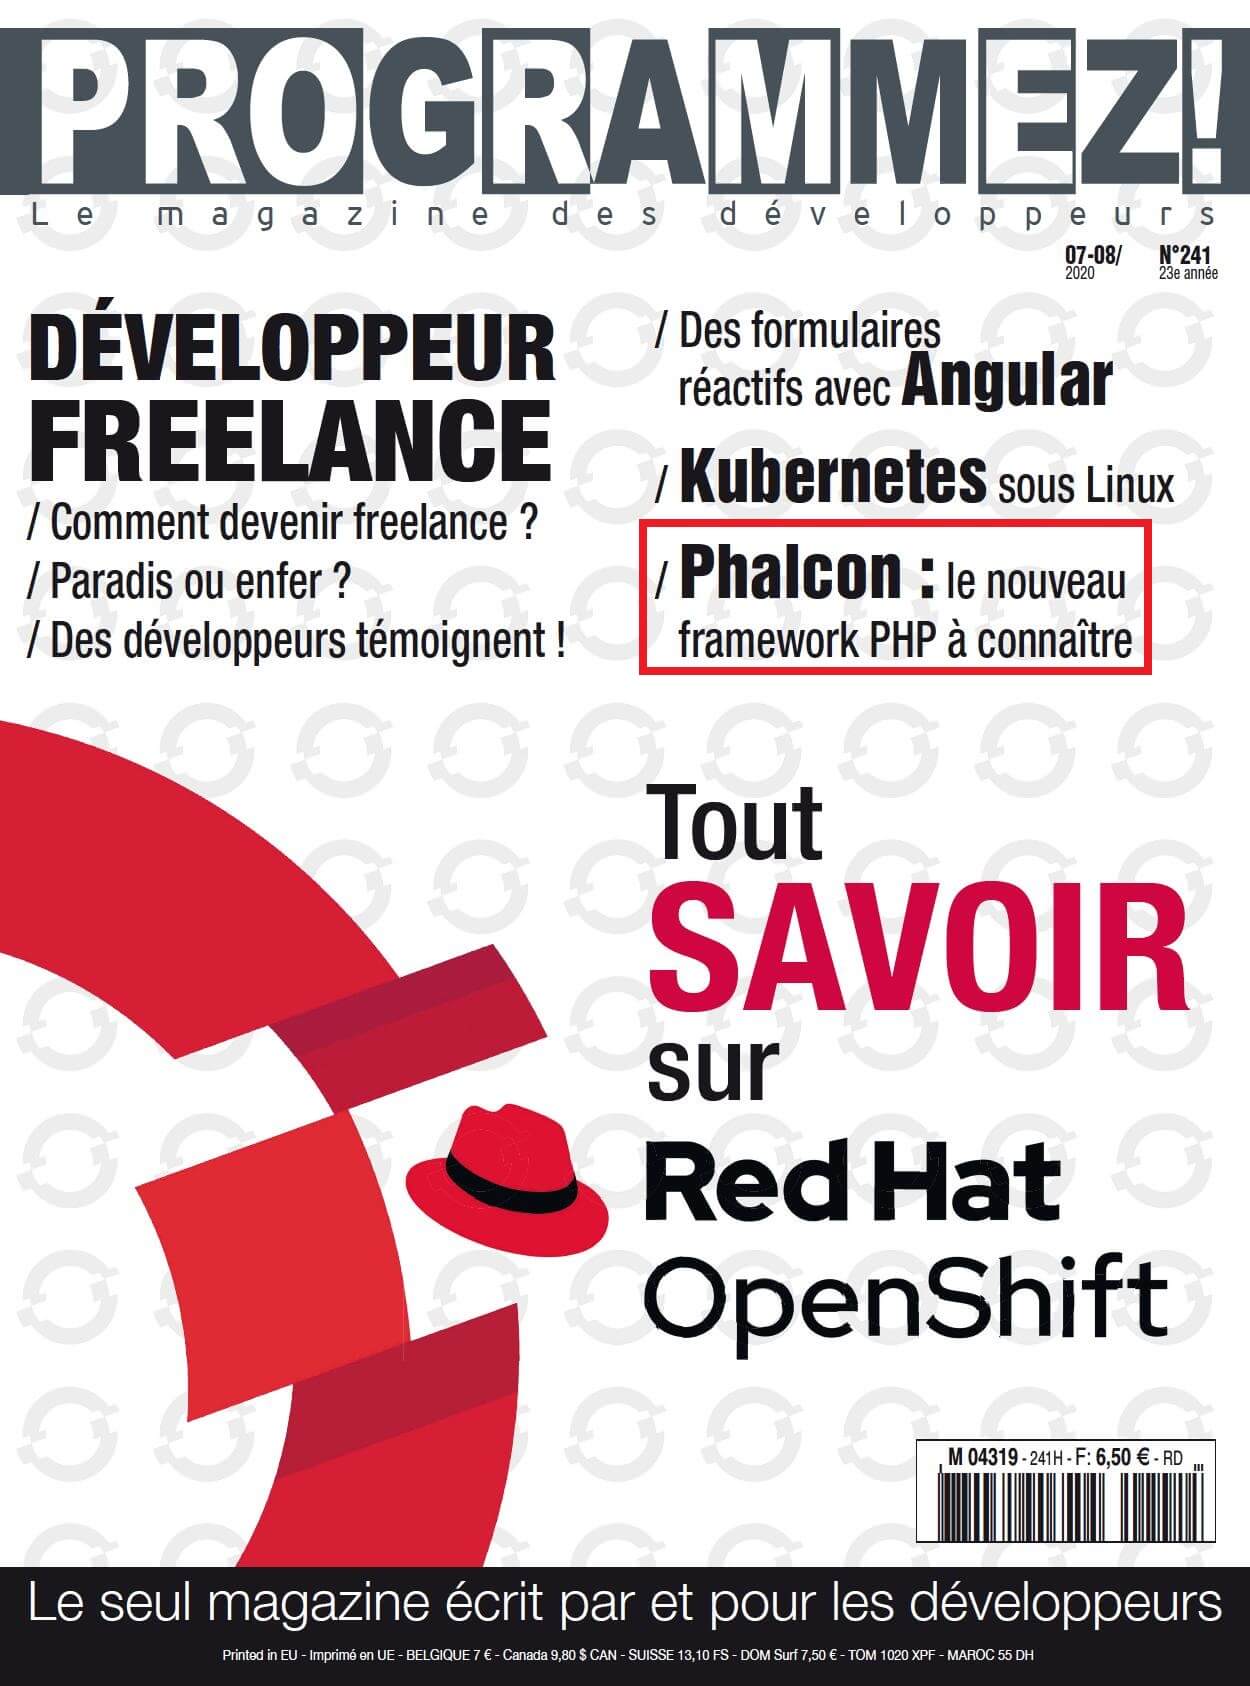 PROGRAMMEZ!
Le magazine des développeurs
07-08/
2020
N°241
23e année
DÉVELOPPEUR
FREELANCE
/ Comment devenir freelance ?
/ Paradis ou enfer ?
/ Des développeurs témoignent !
/ Des formulaires
réactifs avec Angular
/ Kubernetes sous Linux
/ Phalcon : le nouveau
framework PHP à connaître
Tout
SAVOIR
sur
Red Hat
OpenShift
M 04319 - 241H - F: 6,50 € - RD
Le seul magazine écrit par et pour les développeurs
Printed in EU - Imprimé en UE - BELGIQUE 7 € - Canada 9,80 $ CAN - SUISSE 13,10 FS - DOM Surf 7,50 € - TOM 1020 XPF - MAROC 55 DH